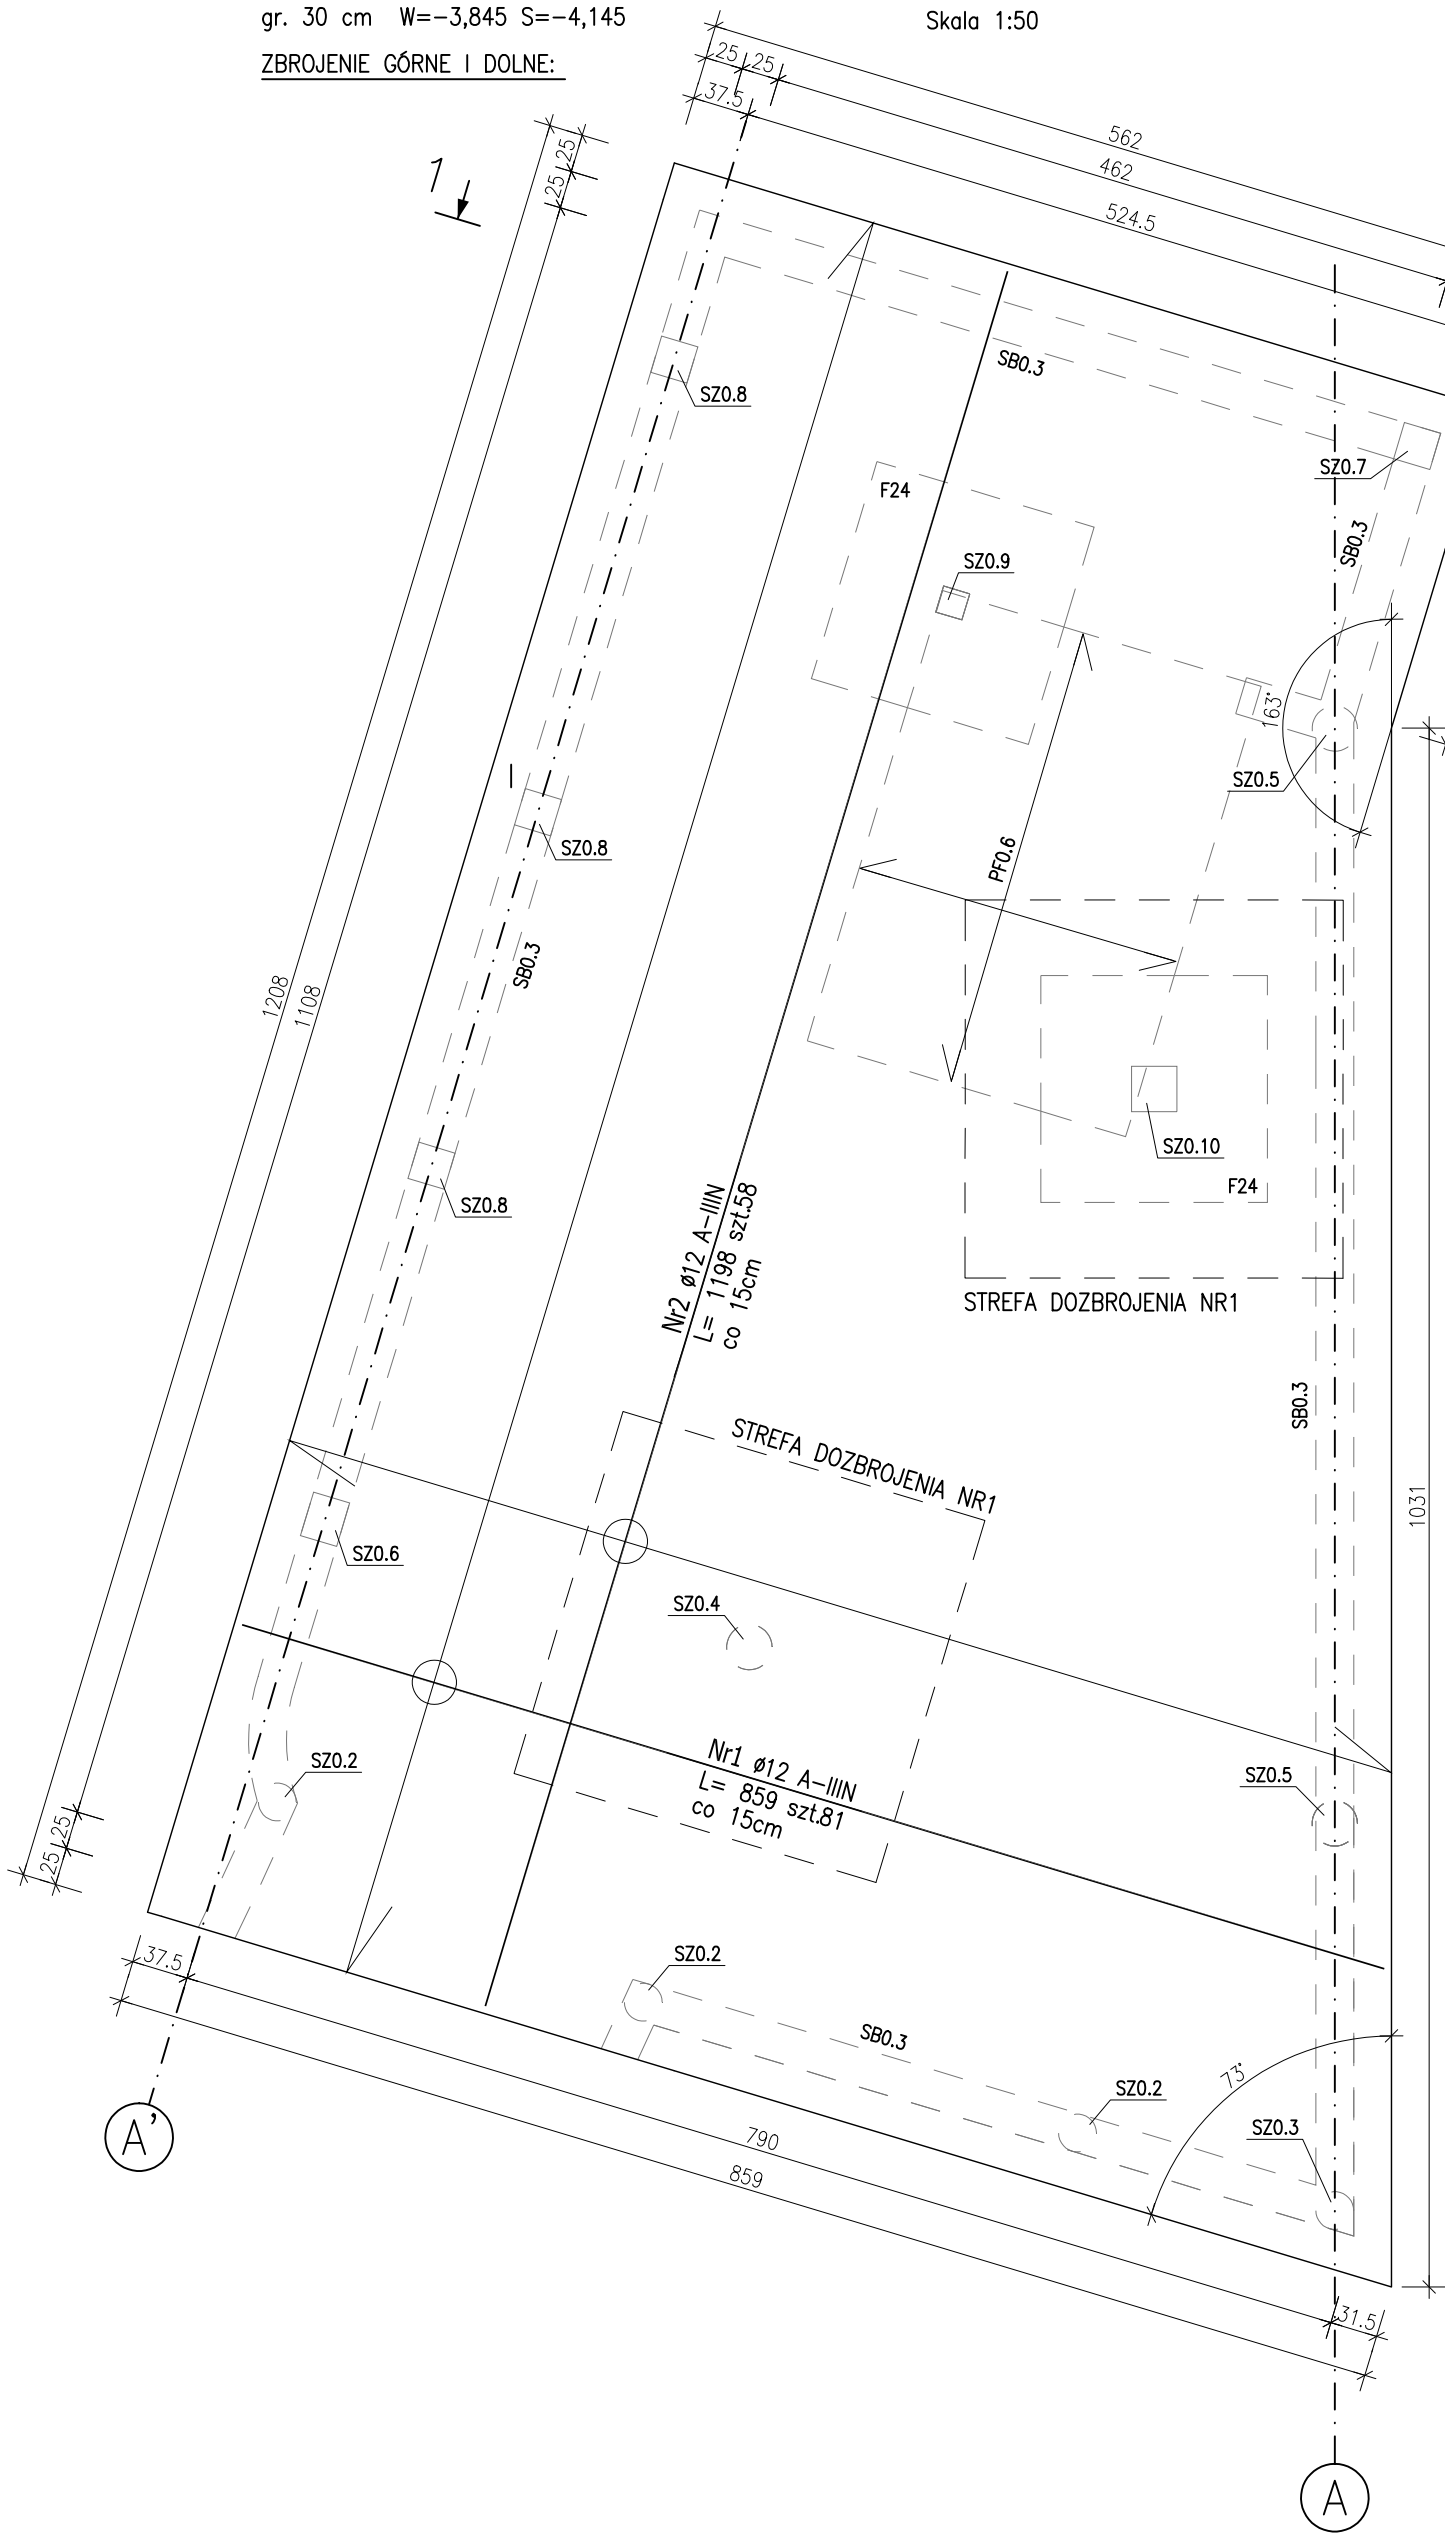 gr. 30 cm W=-3,845 S=-4,145
Skala 1:50
ZBROJENIE GÓRNE I DOLNE:
25
25
37.5
562
462
524.5
25
25
1
SB0.3
SZ0.8
SZ0.7
F24
SB0.3
SZ0.9
163°
SZ0.5
SZ0.8
PF0.6
SB0.3
1208
1108
SZ0.10
F24
SZ0.8
STREFA DOZBROJENIA NR1
Nr2 ø12 A-IIIN
L= 1198 szt.58
co 15cm
SB0.3
STREFA DOZBROJENIA NR1
1031
SZ0.6
SZ0.4
Nr1 ø12 A-IIIN
L= 859 szt.81
co 15cm
SZ0.2
SZ0.5
25
25
37.5
SZ0.2
SB0.3
73°
SZ0.2
SZ0.3
A'
790
859
31.5
A